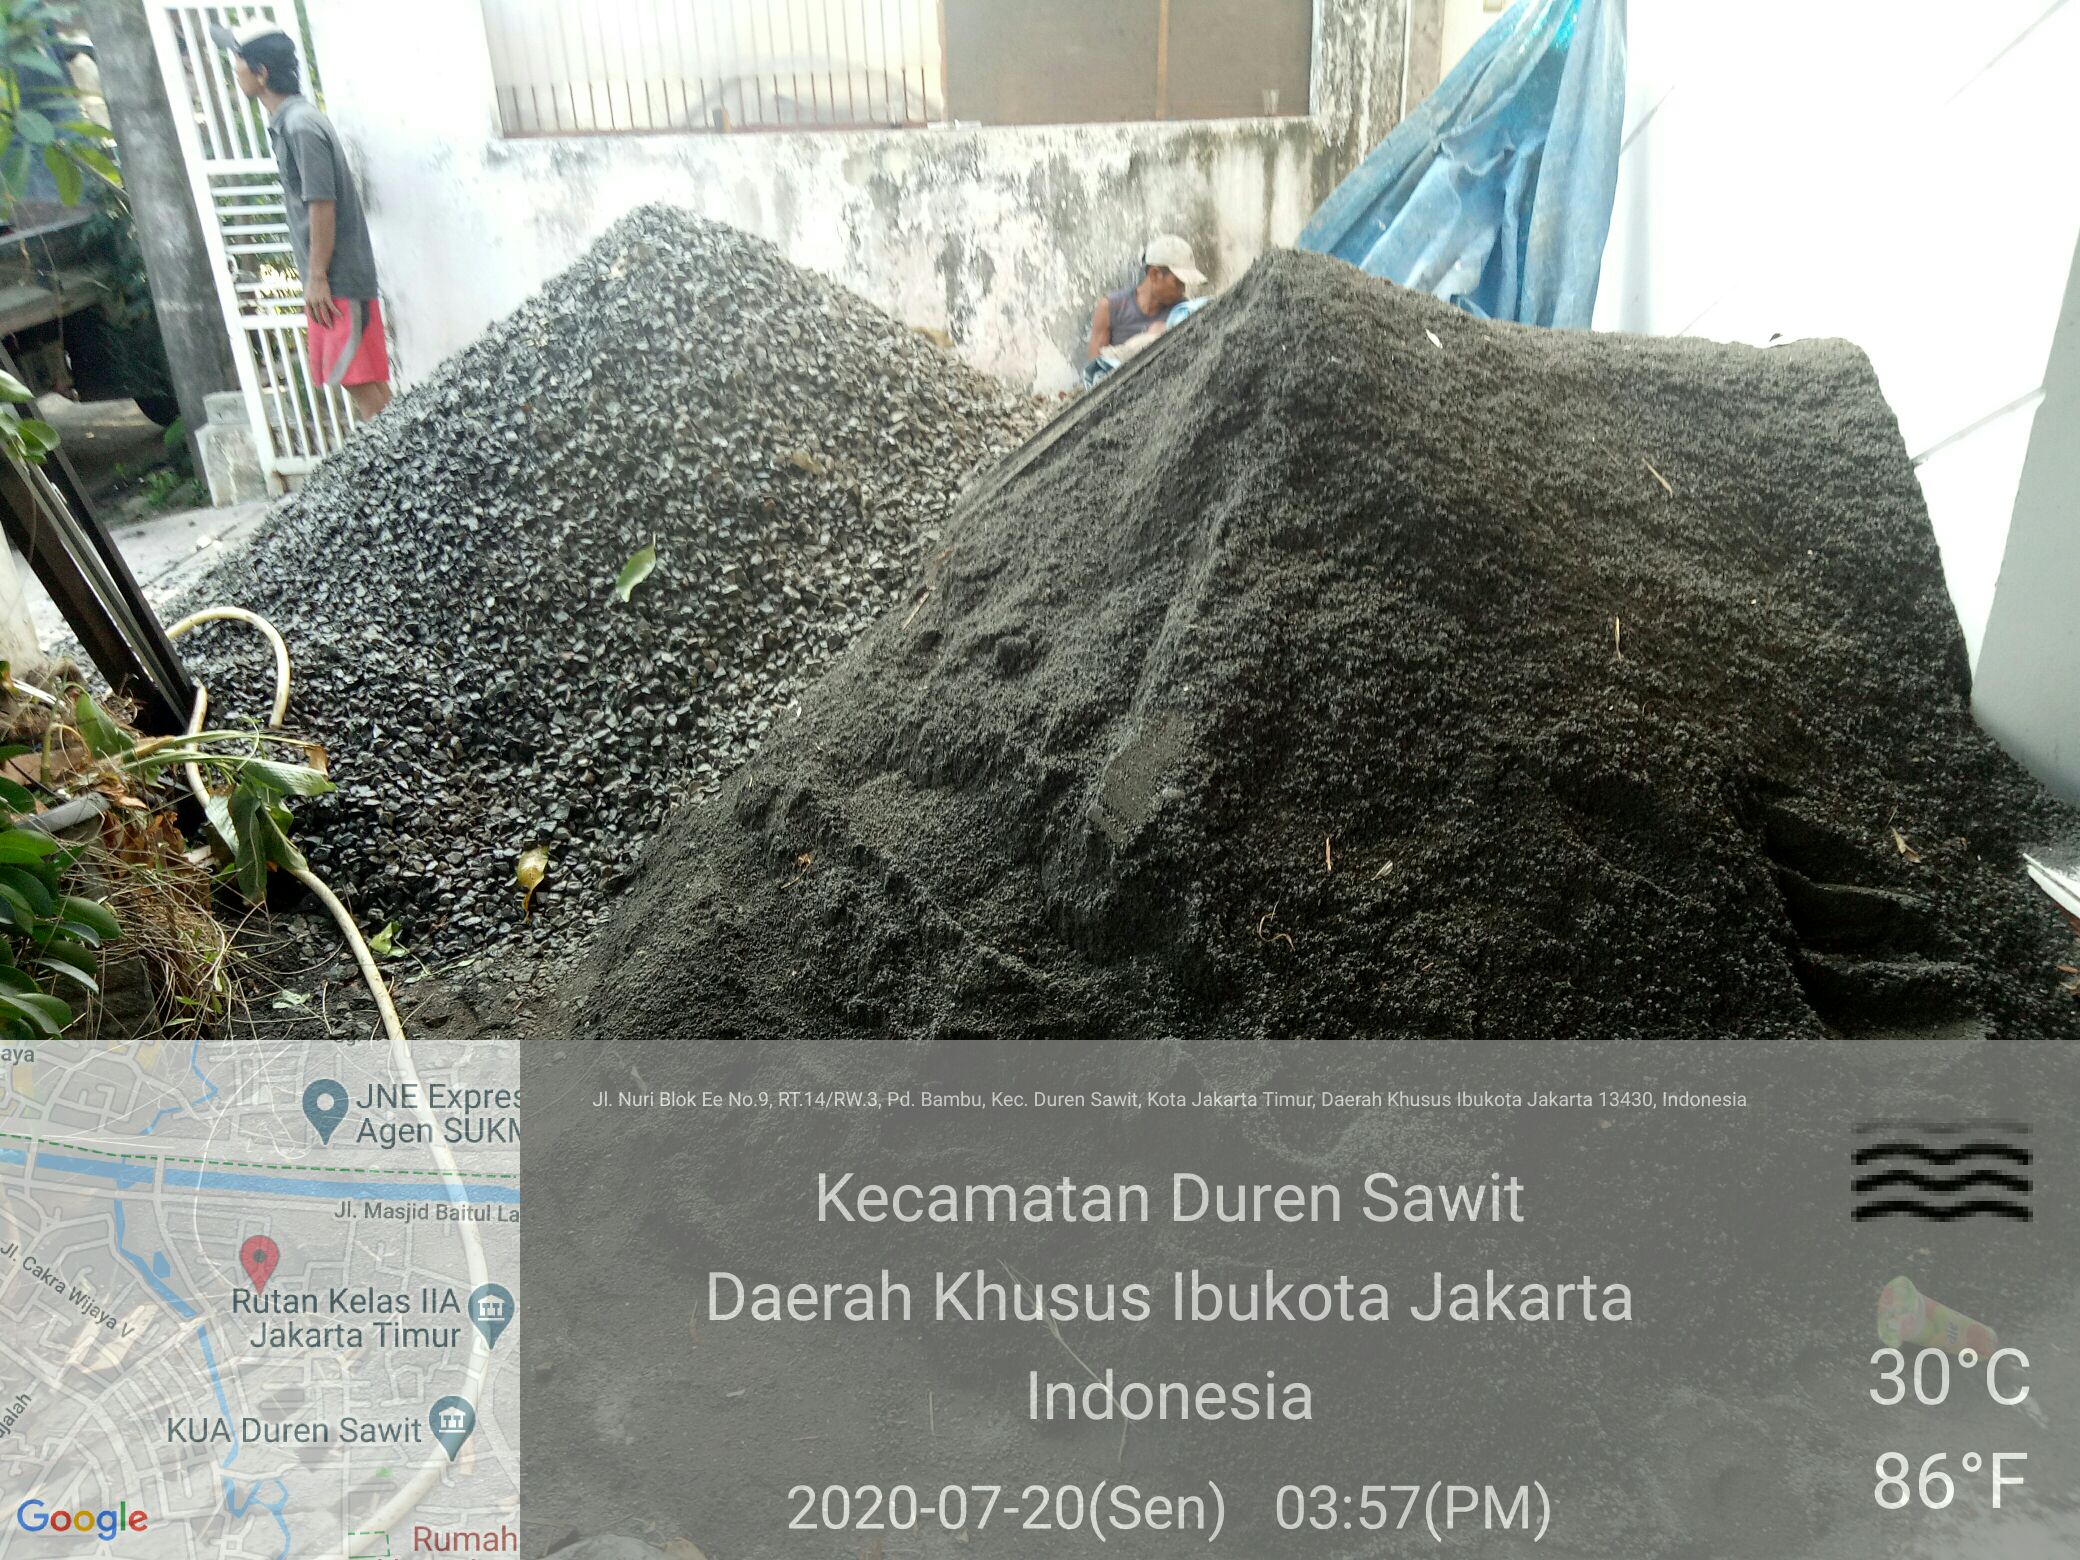 Jl. Nuri Blok Ee No.9, RT.14/RW.3, Pd. Bambu, Kec. Duren Sawit, Kota Jakarta Timur, Daerah Khusus Ibukota Jakarta 13430, Indonesia
Kecamatan Duren Sawit
Daerah Khusus Ibukota Jakarta
Indonesia
2020-07-20(Sen) 03:57(PM)
30°C
86°F
aya
JNE Expres
Agen SUKM
Jl. Masjid Baitul La
Jl. Cakra Wijaya V
Rutan Kelas IIA
Jakarta Timur
KUA Duren Sawit
Google
Rumah